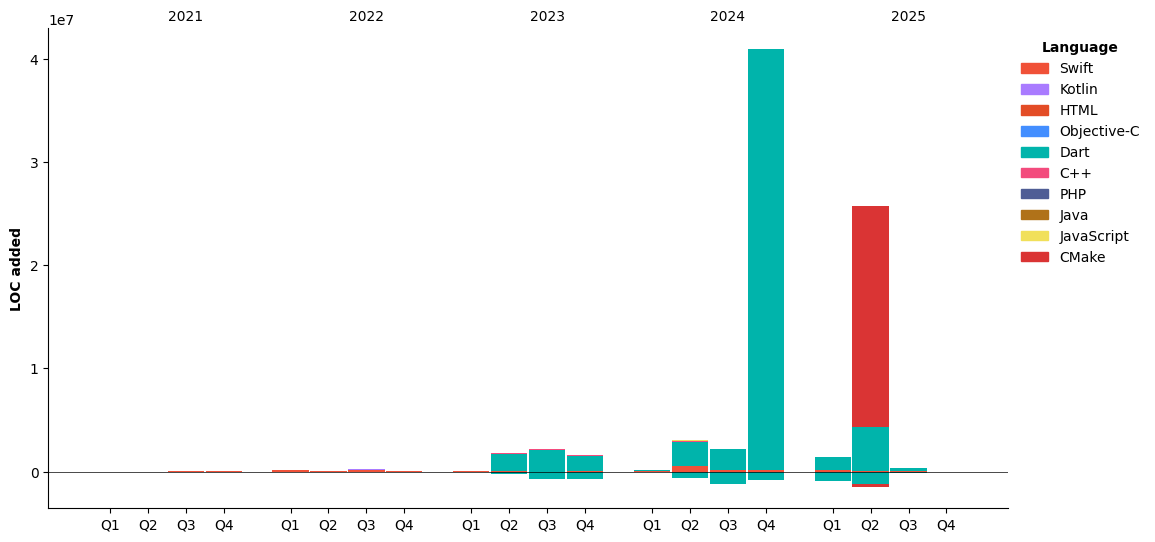 2021 2022 2023 2024 2025
1e7
4
3
2
1
0
LOC added
Q1 Q2 Q3 Q4 Q1 Q2 Q3 Q4 Q1 Q2 Q3 Q4 Q1 Q2 Q3 Q4 Q1 Q2 Q3 Q4
Language
Swift
Kotlin
HTML
Objective-C
Dart
C++
PHP
Java
JavaScript
CMake